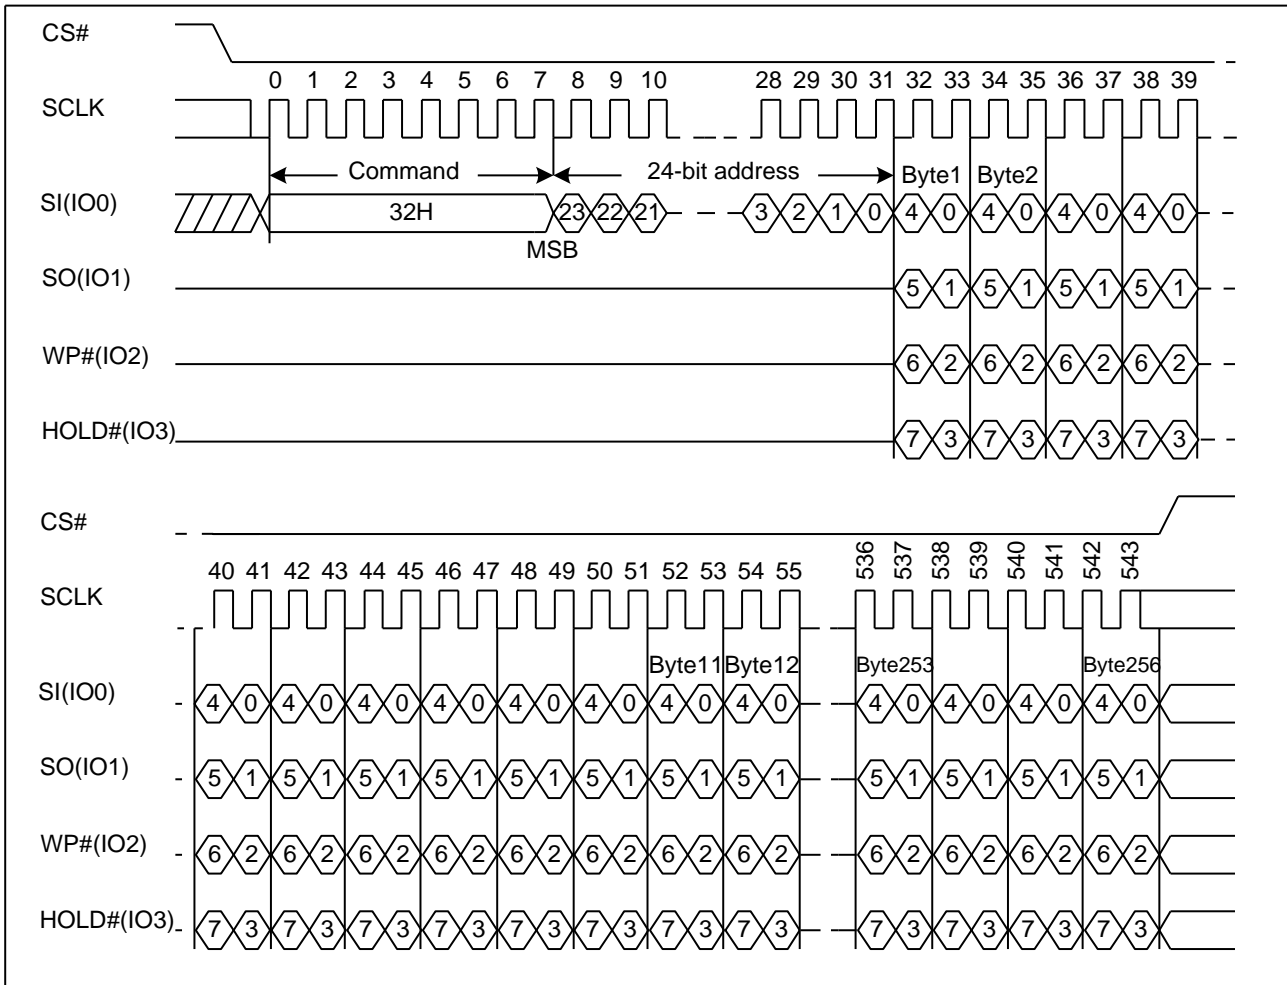 CS#
0 1 2 3 4 5 6 7 8 9 10 28 29 30 31 32 33 34 35 36 37 38 39
SCLK
Command 24-bit address Byte1 Byte2
SI(IO0) 32H 23 22 21 3 2 1 0 4 0 4 0 4 0 4 0
MSB
SO(IO1) 5 1 5 1 5 1 5 1
WP#(IO2) 6 2 6 2 6 2 6 2
HOLD#(IO3) 7 3 7 3 7 3 7 3
CS#
40 41 42 43 44 45 46 47 48 49 50 51 52 53 54 55 536 537 538 539 540 541 542 543
SCLK
Byte11 Byte12 Byte253 Byte256
SI(IO0) 4 0 4 0 4 0 4 0 4 0 4 0 4 0 4 0 4 0 4 0 4 0 4 0
SO(IO1) 5 1 5 1 5 1 5 1 5 1 5 1 5 1 5 1 5 1 5 1 5 1 5 1
WP#(IO2) 6 2 6 2 6 2 6 2 6 2 6 2 6 2 6 2 6 2 6 2 6 2 6 2
HOLD#(IO3) 7 3 7 3 7 3 7 3 7 3 7 3 7 3 7 3 7 3 7 3 7 3 7 3